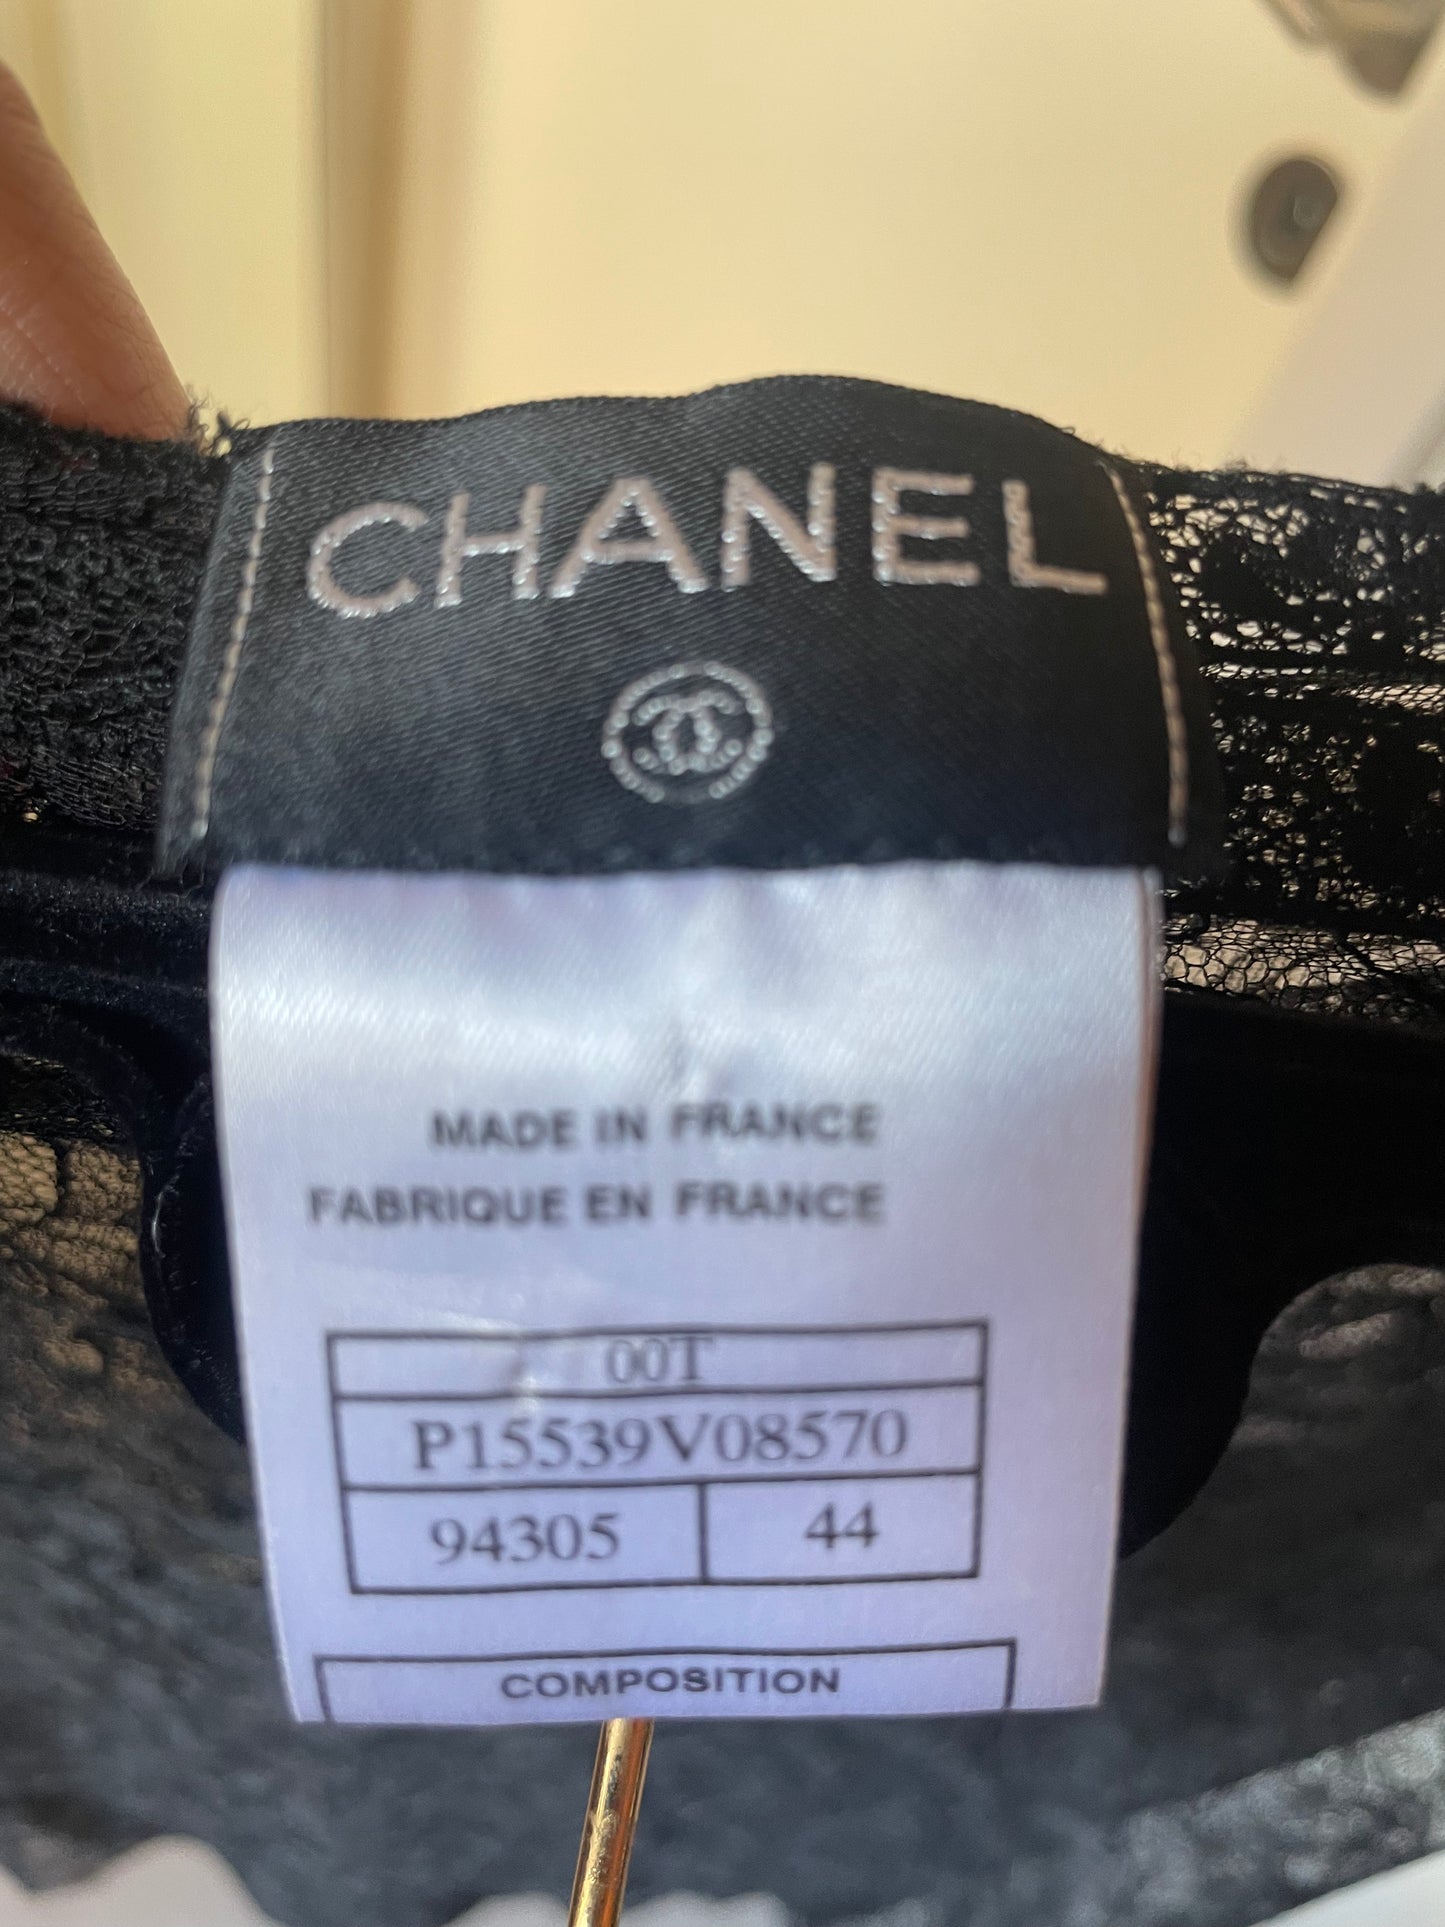 CHANEL
MADE IN FRANCE
FABRIQUE EN FRANCE
00T
P15539V08570
94305 44
COMPOSITION